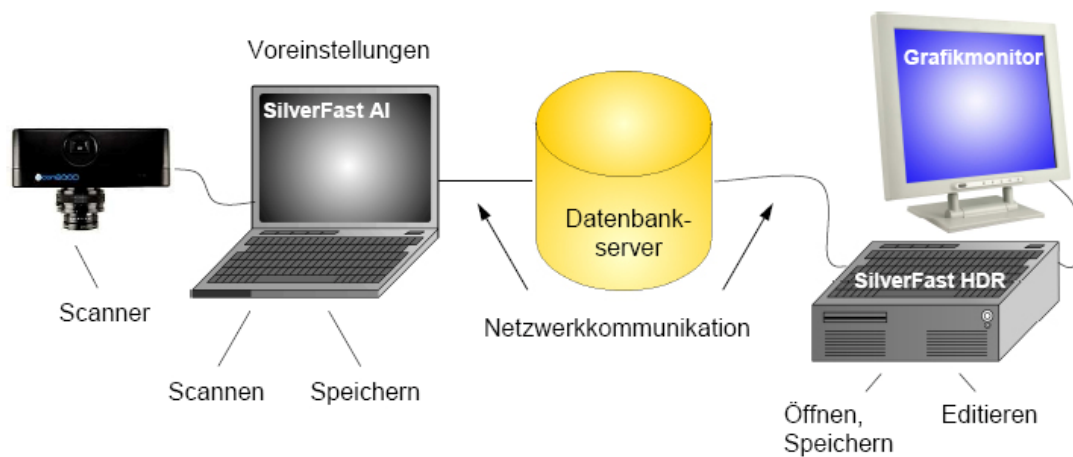 Voreinstellungen
SilverFast AI
Grafikmonitor
Datenbank-
server
SilverFast HDR
Scanner
Netzwerkkommunikation
Scannen
Speichern
Öffnen,
Speichern
Editieren